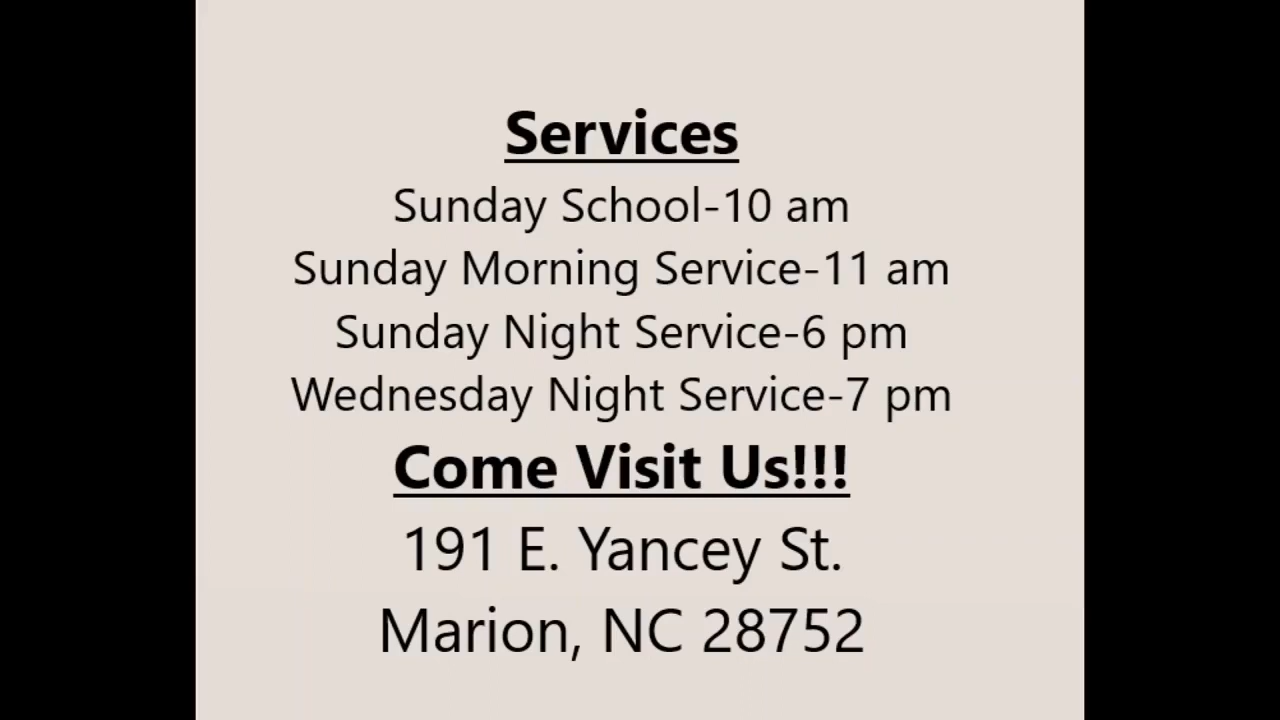 Services
Sunday School-10 am
Sunday Morning Service-11 am
Sunday Night Service-6 pm
Wednesday Night Service-7 pm
Come Visit Us!!!
191 E. Yancey St.
Marion, NC 28752